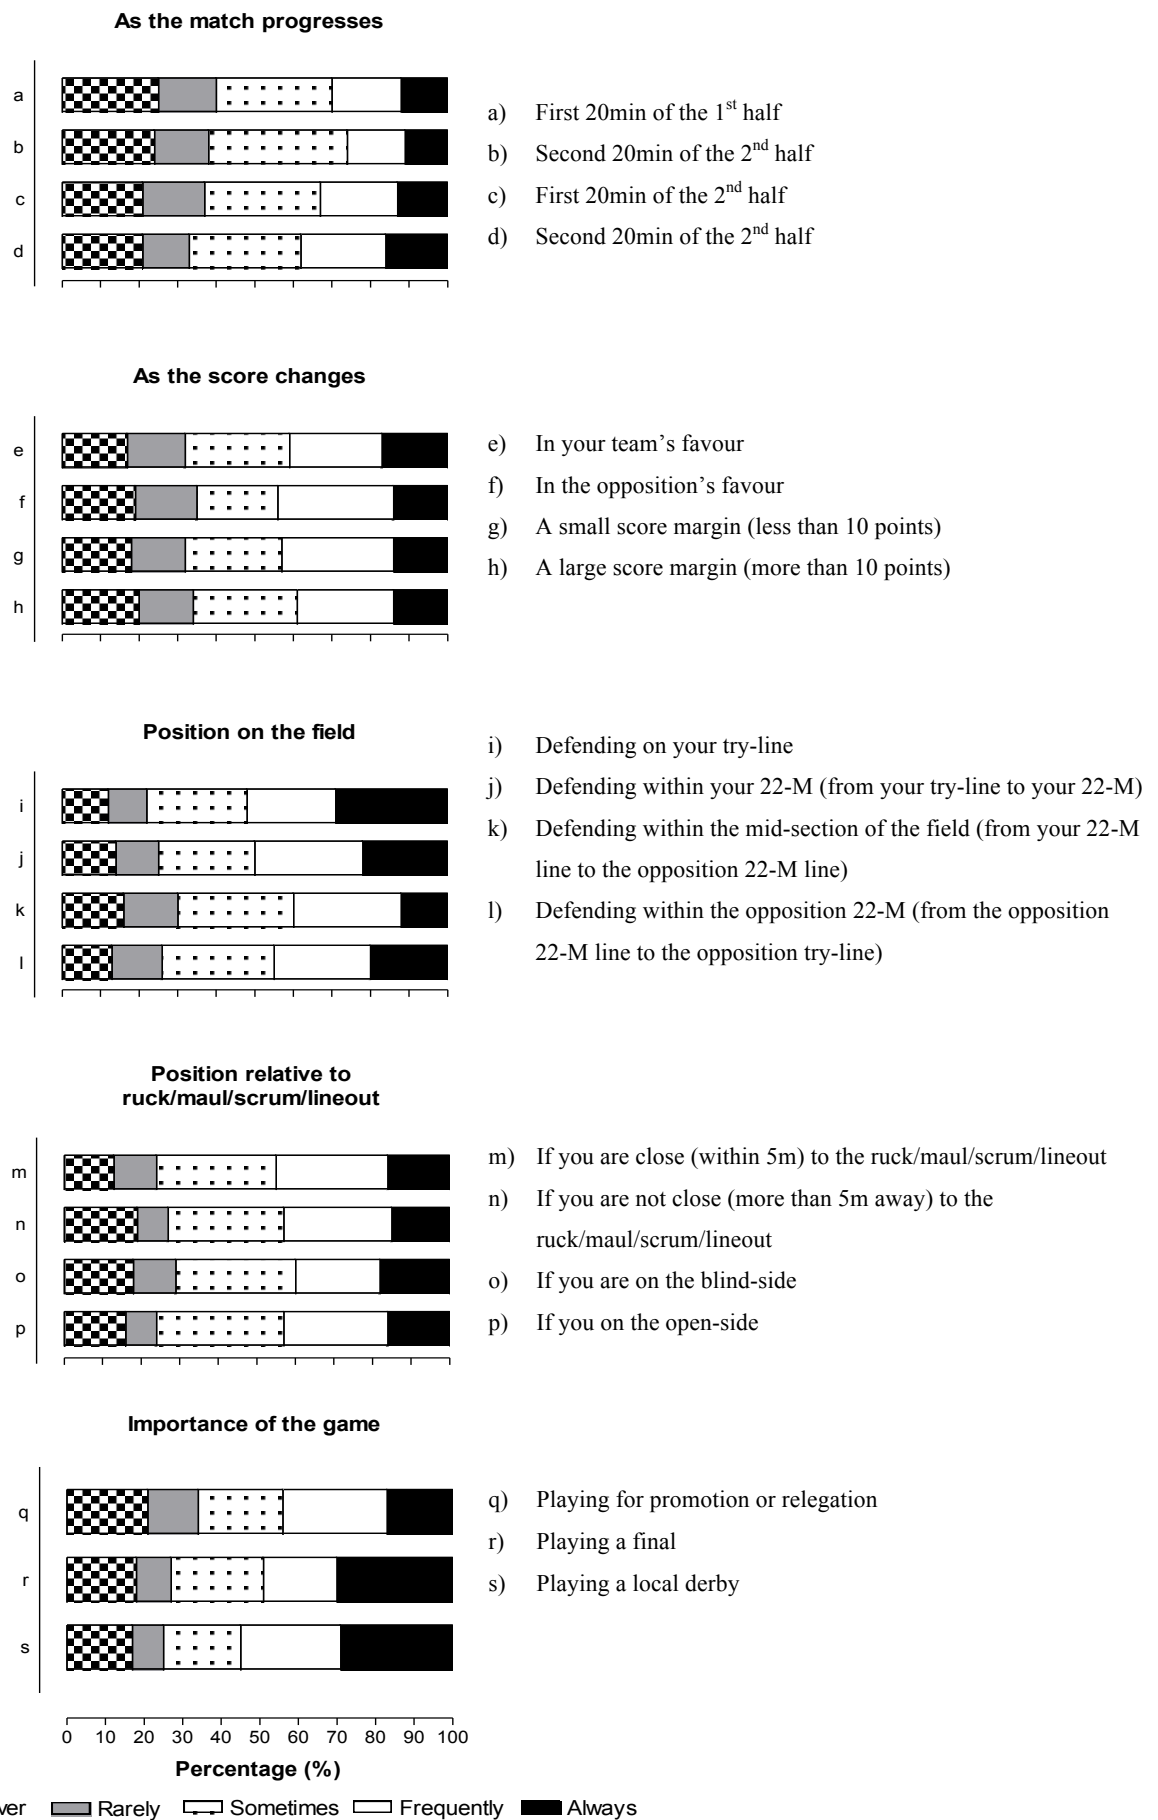 As the match progresses
a
b
c
d
a) First 20min of the 1st half
b) Second 20min of the 2nd half
c) First 20min of the 2nd half
d) Second 20min of the 2nd half
As the score changes
e
f
g
h
e) In your team's favour
f) In the opposition's favour
g) A small score margin (less than 10 points)
h) A large score margin (more than 10 points)
Position on the field
i
j
k
l
i) Defending on your try-line
j) Defending within your 22-M (from your try-line to your 22-M)
k) Defending within the mid-section of the field (from your 22-M
line to the opposition 22-M line)
l) Defending within the opposition 22-M (from the opposition
22-M line to the opposition try-line)
Position relative to
ruck/maul/scrum/lineout
m
n
o
p
m) If you are close (within 5m) to the ruck/maul/scrum/lineout
n) If you are not close (more than 5m away) to the
ruck/maul/scrum/lineout
o) If you are on the blind-side
p) If you on the open-side
Importance of the game
q
r
s
q) Playing for promotion or relegation
r) Playing a final
s) Playing a local derby
0 10 20 30 40 50 60 70 80 90 100
Percentage (%)
ver Rarely Sometimes Frequently Always